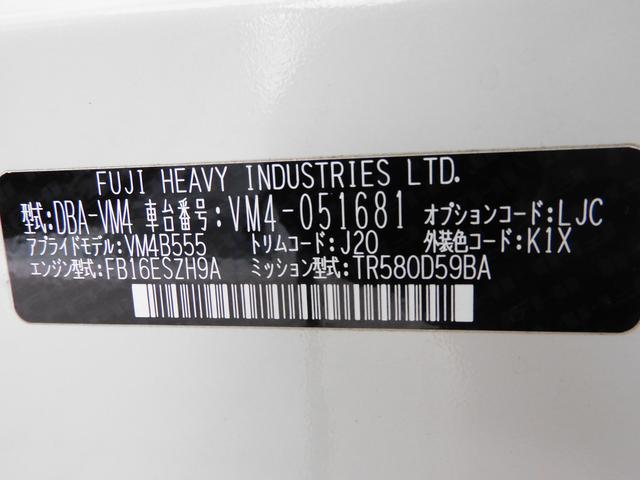 FUJI HEAVY INDUSTRIES LTD.
型式:DBA-VM4 車台番号:VM4-051681 オプションコード:LJC
アプライドモデル:VM4B555 トリムコード:J20 外装色コード:K1X
エンジン型式:FB16ESZH9A ミッション型式:TR580D59BA